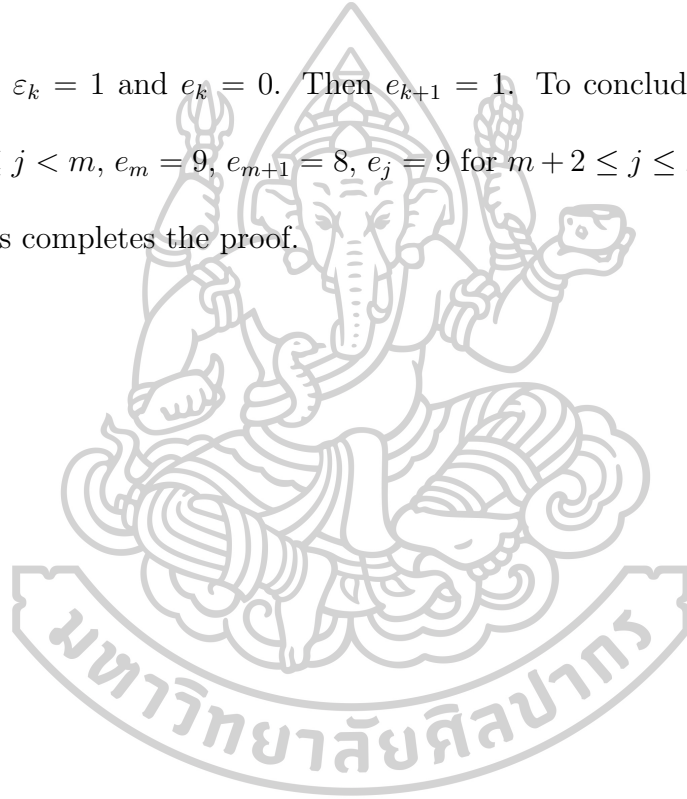 ε_k = 1 and e_k = 0. Then e_{k+1} = 1. To conclud
j < m, e_m = 9, e_{m+1} = 8, e_j = 9 for m + 2 ≤ j ≤
s completes the proof.
มหาวิทยาลัยศิลปากร